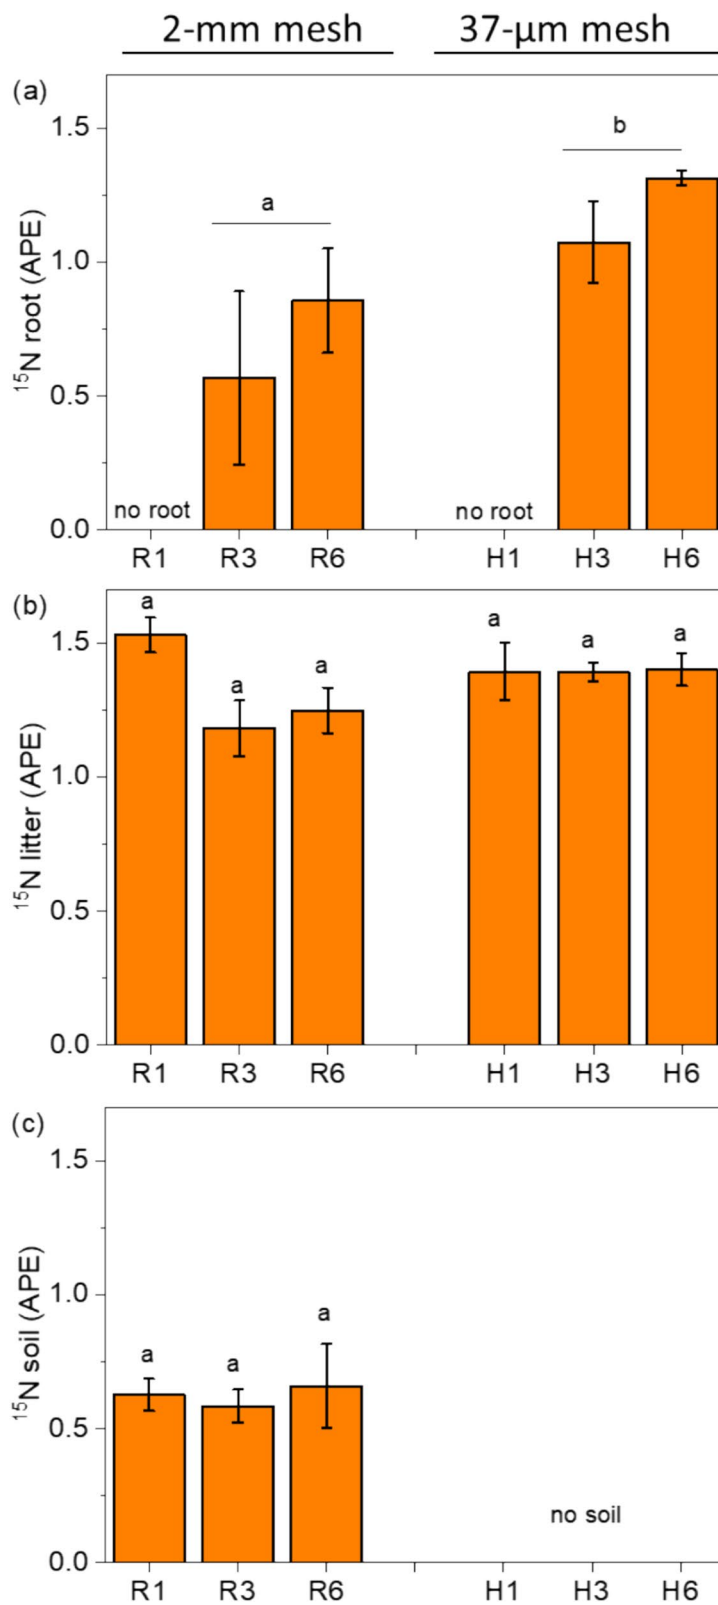 2-mm mesh 37-µm mesh
(a)
1.5
1.0
0.5
0.0
¹⁵N root (APE)
a
b
no root
no root
R1 R3 R6 H1 H3 H6
(b)
1.5
1.0
0.5
0.0
¹⁵N litter (APE)
a a a a a a
R1 R3 R6 H1 H3 H6
(c)
1.5
1.0
0.5
0.0
¹⁵N soil (APE)
a a a
no soil
R1 R3 R6 H1 H3 H6